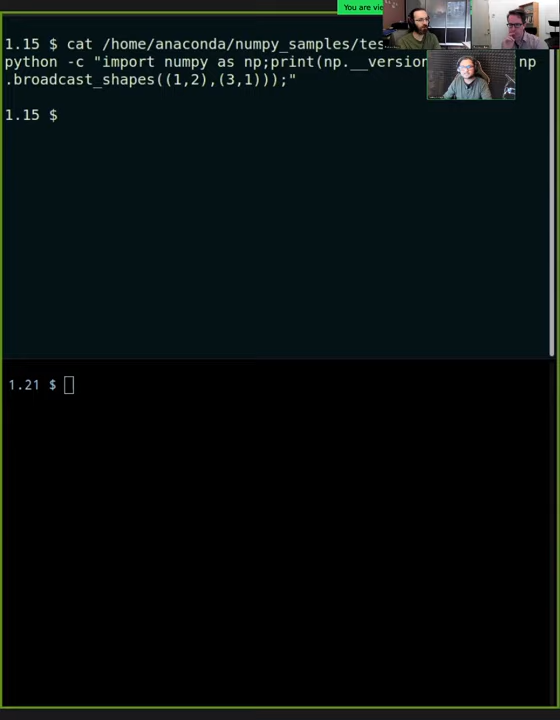 You are vie
1.15 $ cat /home/anaconda/numpy_samples/tes
python -c "import numpy as np;print(np.__version np
.broadcast_shapes((1,2),(3,1)));"
1.15 $
1.21 $